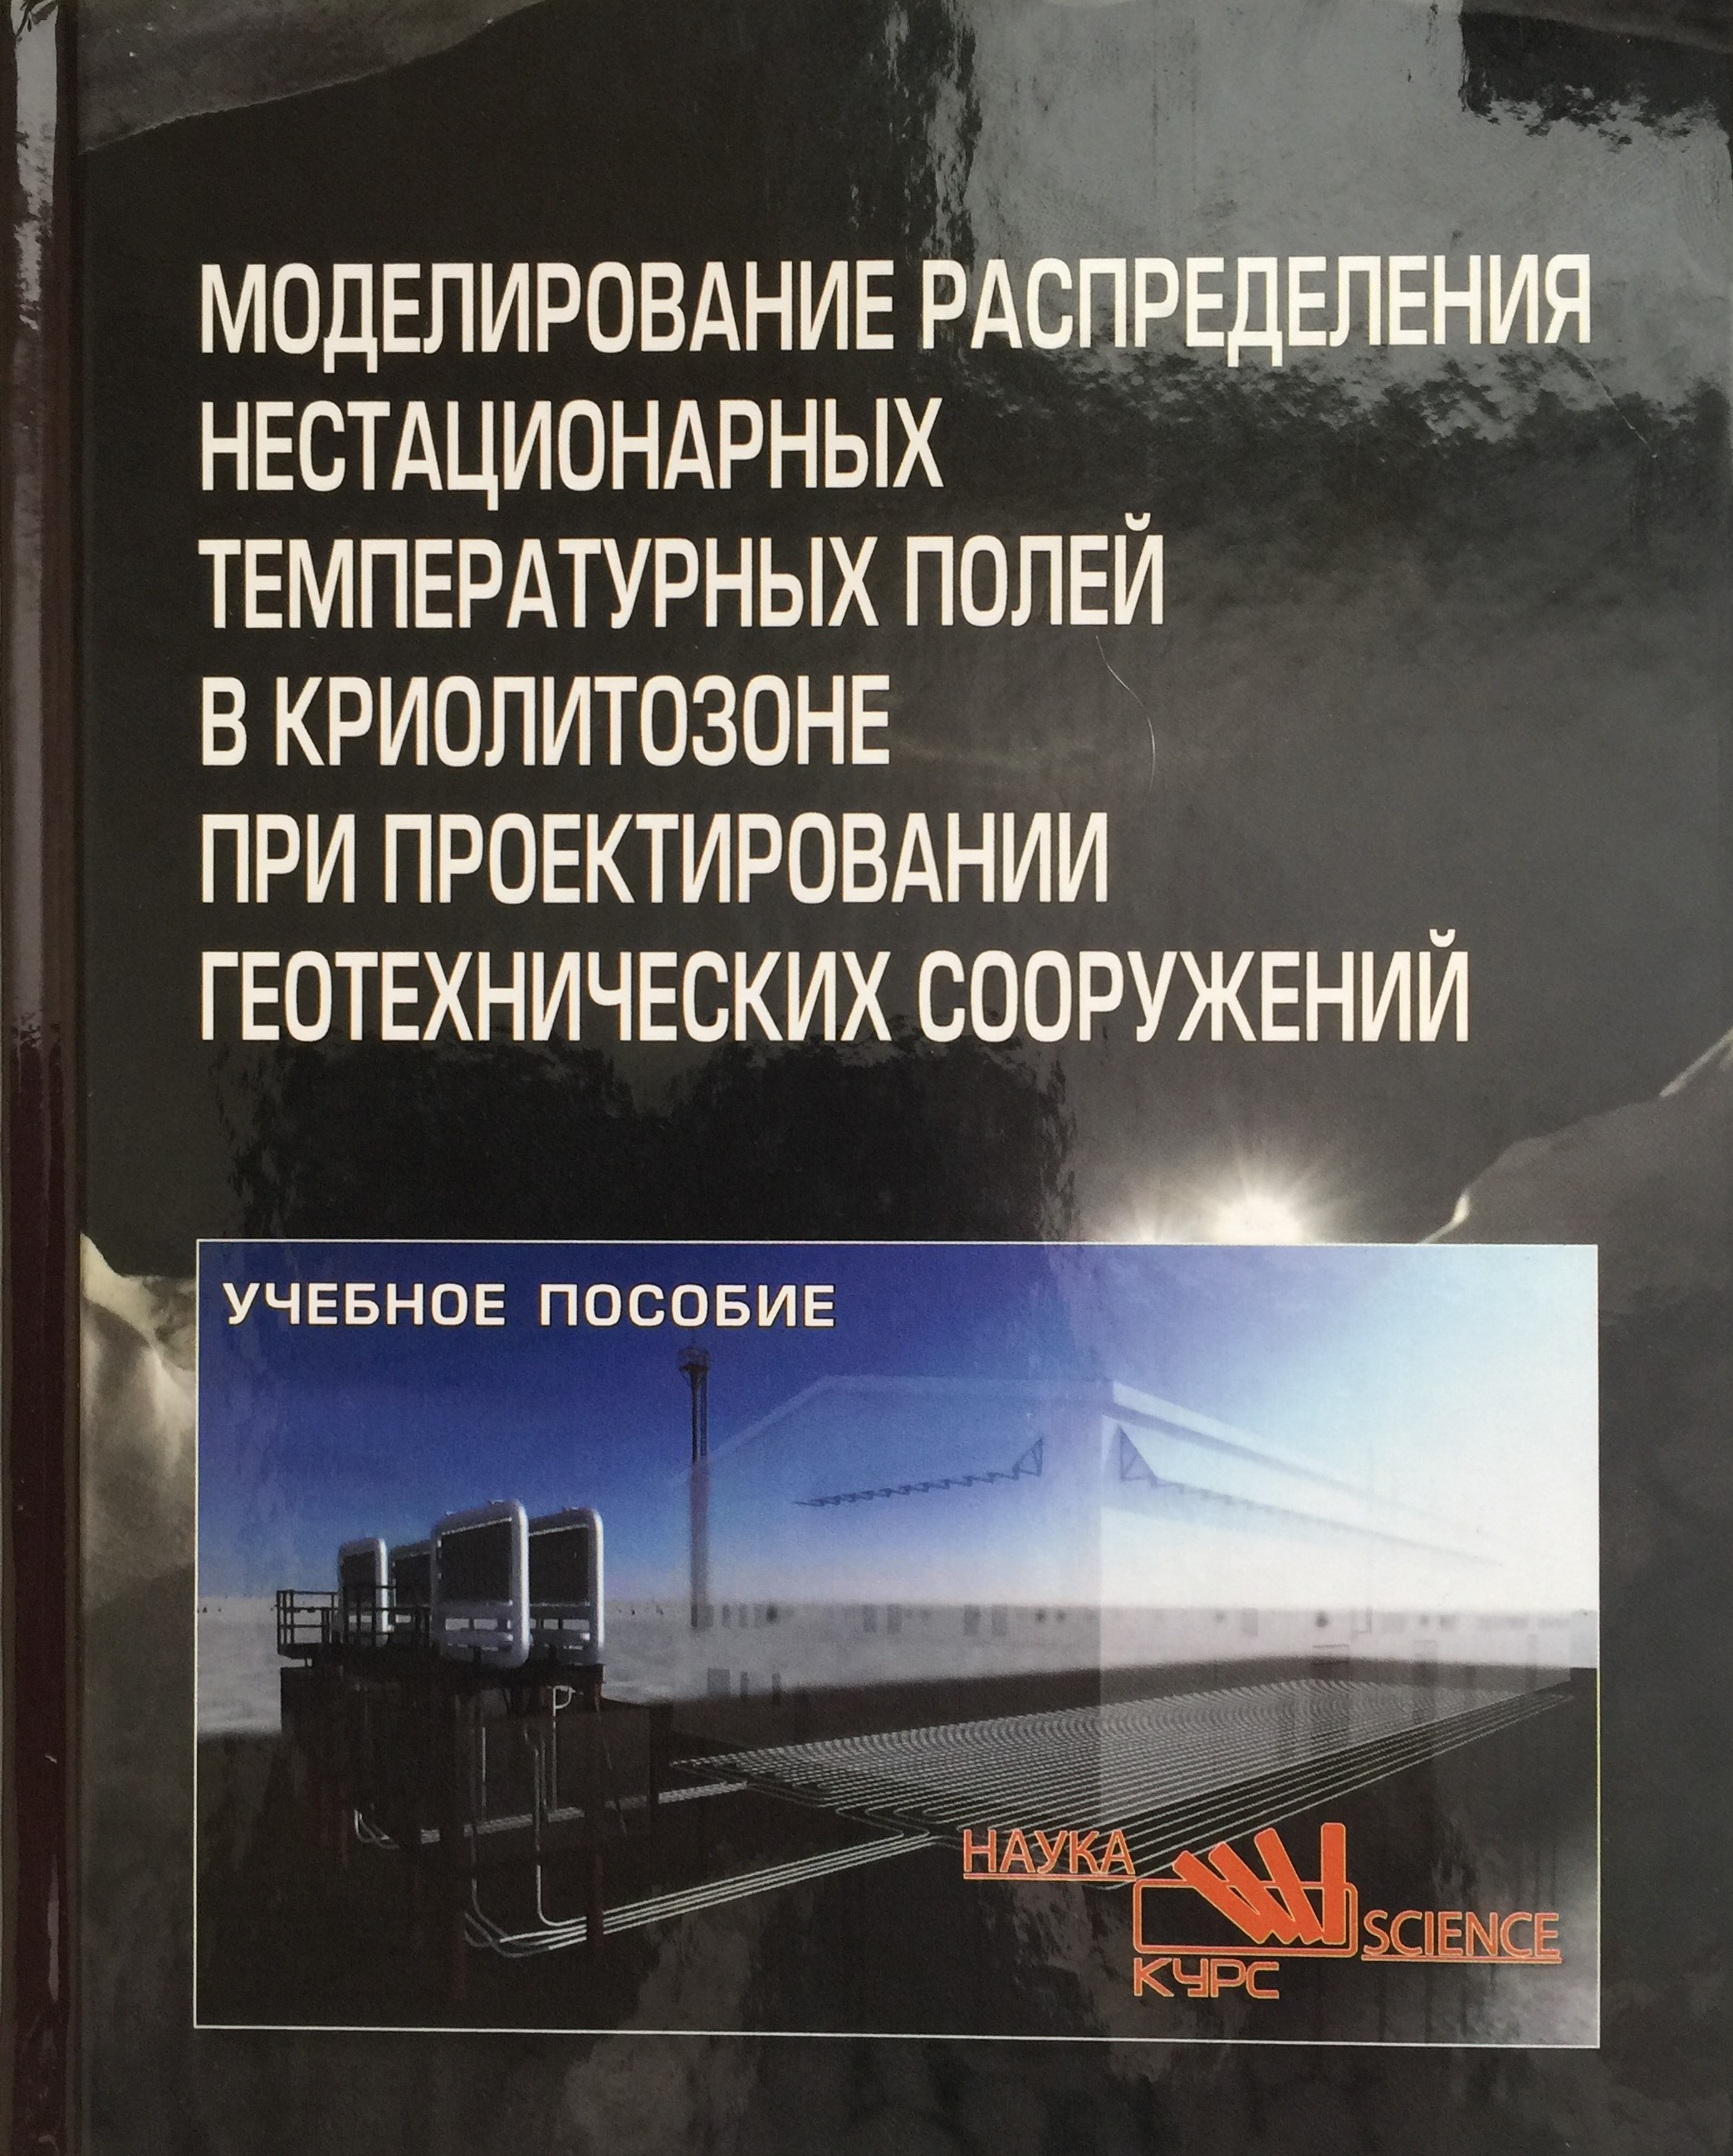 МОДЕЛИРОВАНИЕ РАСПРЕДЕЛЕНИЯ
НЕСТАЦИОНАРНЫХ
ТЕМПЕРАТУРНЫХ ПОЛЕЙ
В КРИОЛИТОЗОНЕ
ПРИ ПРОЕКТИРОВАНИИ
ГЕОТЕХНИЧЕСКИХ СООРУЖЕНИЙ
УЧЕБНОЕ ПОСОБИЕ
НАУКА
SCIENCE
КУРС